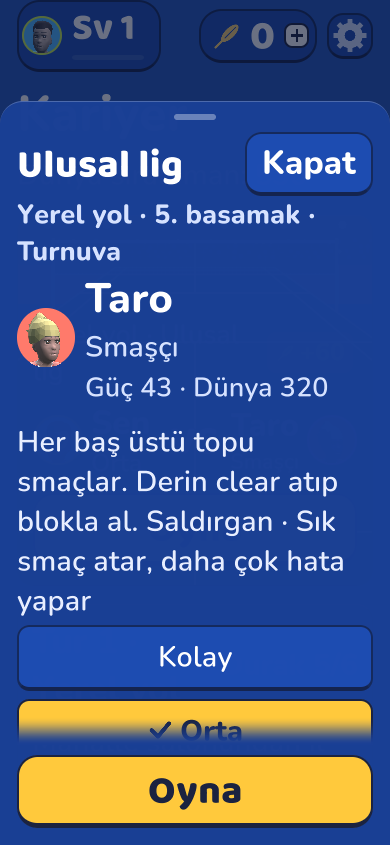 Sv 1
0
Kariyer
Ulusal lig
Kapat
Yerel yol · 5. basamak ·
Turnuva
Taro
Smaşçı
Güç 43 · Dünya 320
Her baş üstü topu
smaçlar. Derin clear atıp
blokla al. Saldırgan · Sık
smaç atar, daha çok hata
yapar
Kolay
Orta
Oyna